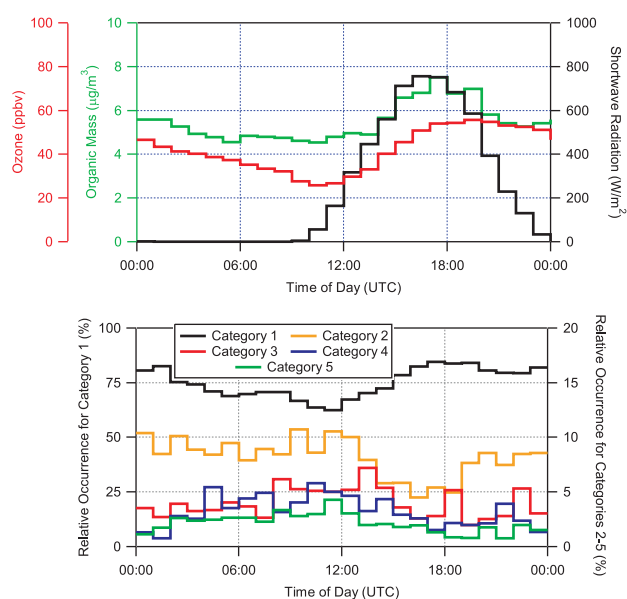 100
80
60
40
20
0
Ozone (ppbv)
10
8
6
4
2
0
Organic Mass (µg/m³)
1000
800
600
400
200
0
Shortwave Radiation (W/m²)
00:00 06:00 12:00 18:00 00:00
Time of Day (UTC)
100
75
50
25
0
Relative Occurrence for Category 1 (%)
Category 1 Category 2
Category 3 Category 4
Category 5
20
15
10
5
0
Relative Occurrence for Categories 2-5 (%)
00:00 06:00 12:00 18:00 00:00
Time of Day (UTC)